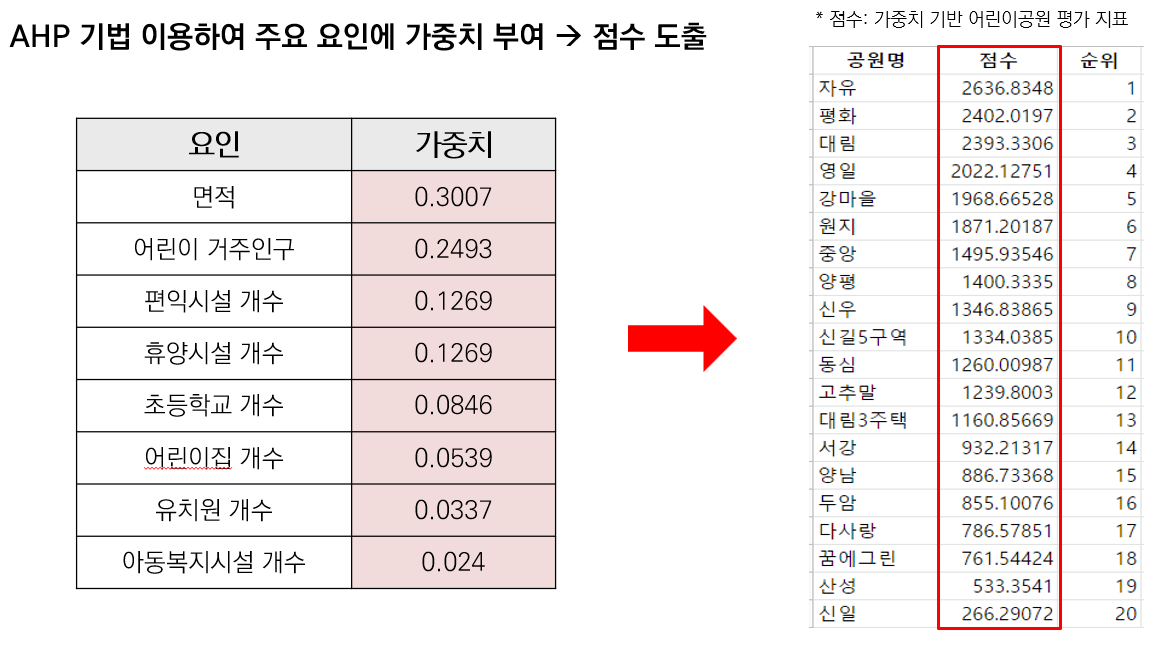 AHP 기법 이용하여 주요 요인에 가중치 부여 → 점수 도출
* 점수: 가중치 기반 어린이공원 평가 지표
요인 가중치
면적 0.3007
어린이 거주인구 0.2493
편익시설 개수 0.1269
휴양시설 개수 0.1269
초등학교 개수 0.0846
어린이집 개수 0.0539
유치원 개수 0.0337
아동복지시설 개수 0.024
공원명 점수 순위
자유 2636.8348 1
평화 2402.0197 2
대림 2393.3306 3
영일 2022.12751 4
강마을 1968.66528 5
원지 1871.20187 6
중앙 1495.93546 7
양평 1400.3335 8
신우 1346.83865 9
신길5구역 1334.0385 10
동심 1260.00987 11
고추말 1239.8003 12
대림3주택 1160.85669 13
서강 932.21317 14
양남 886.73368 15
두암 855.10076 16
다사랑 786.57851 17
꿈에그린 761.54424 18
산성 533.3541 19
신일 266.29072 20